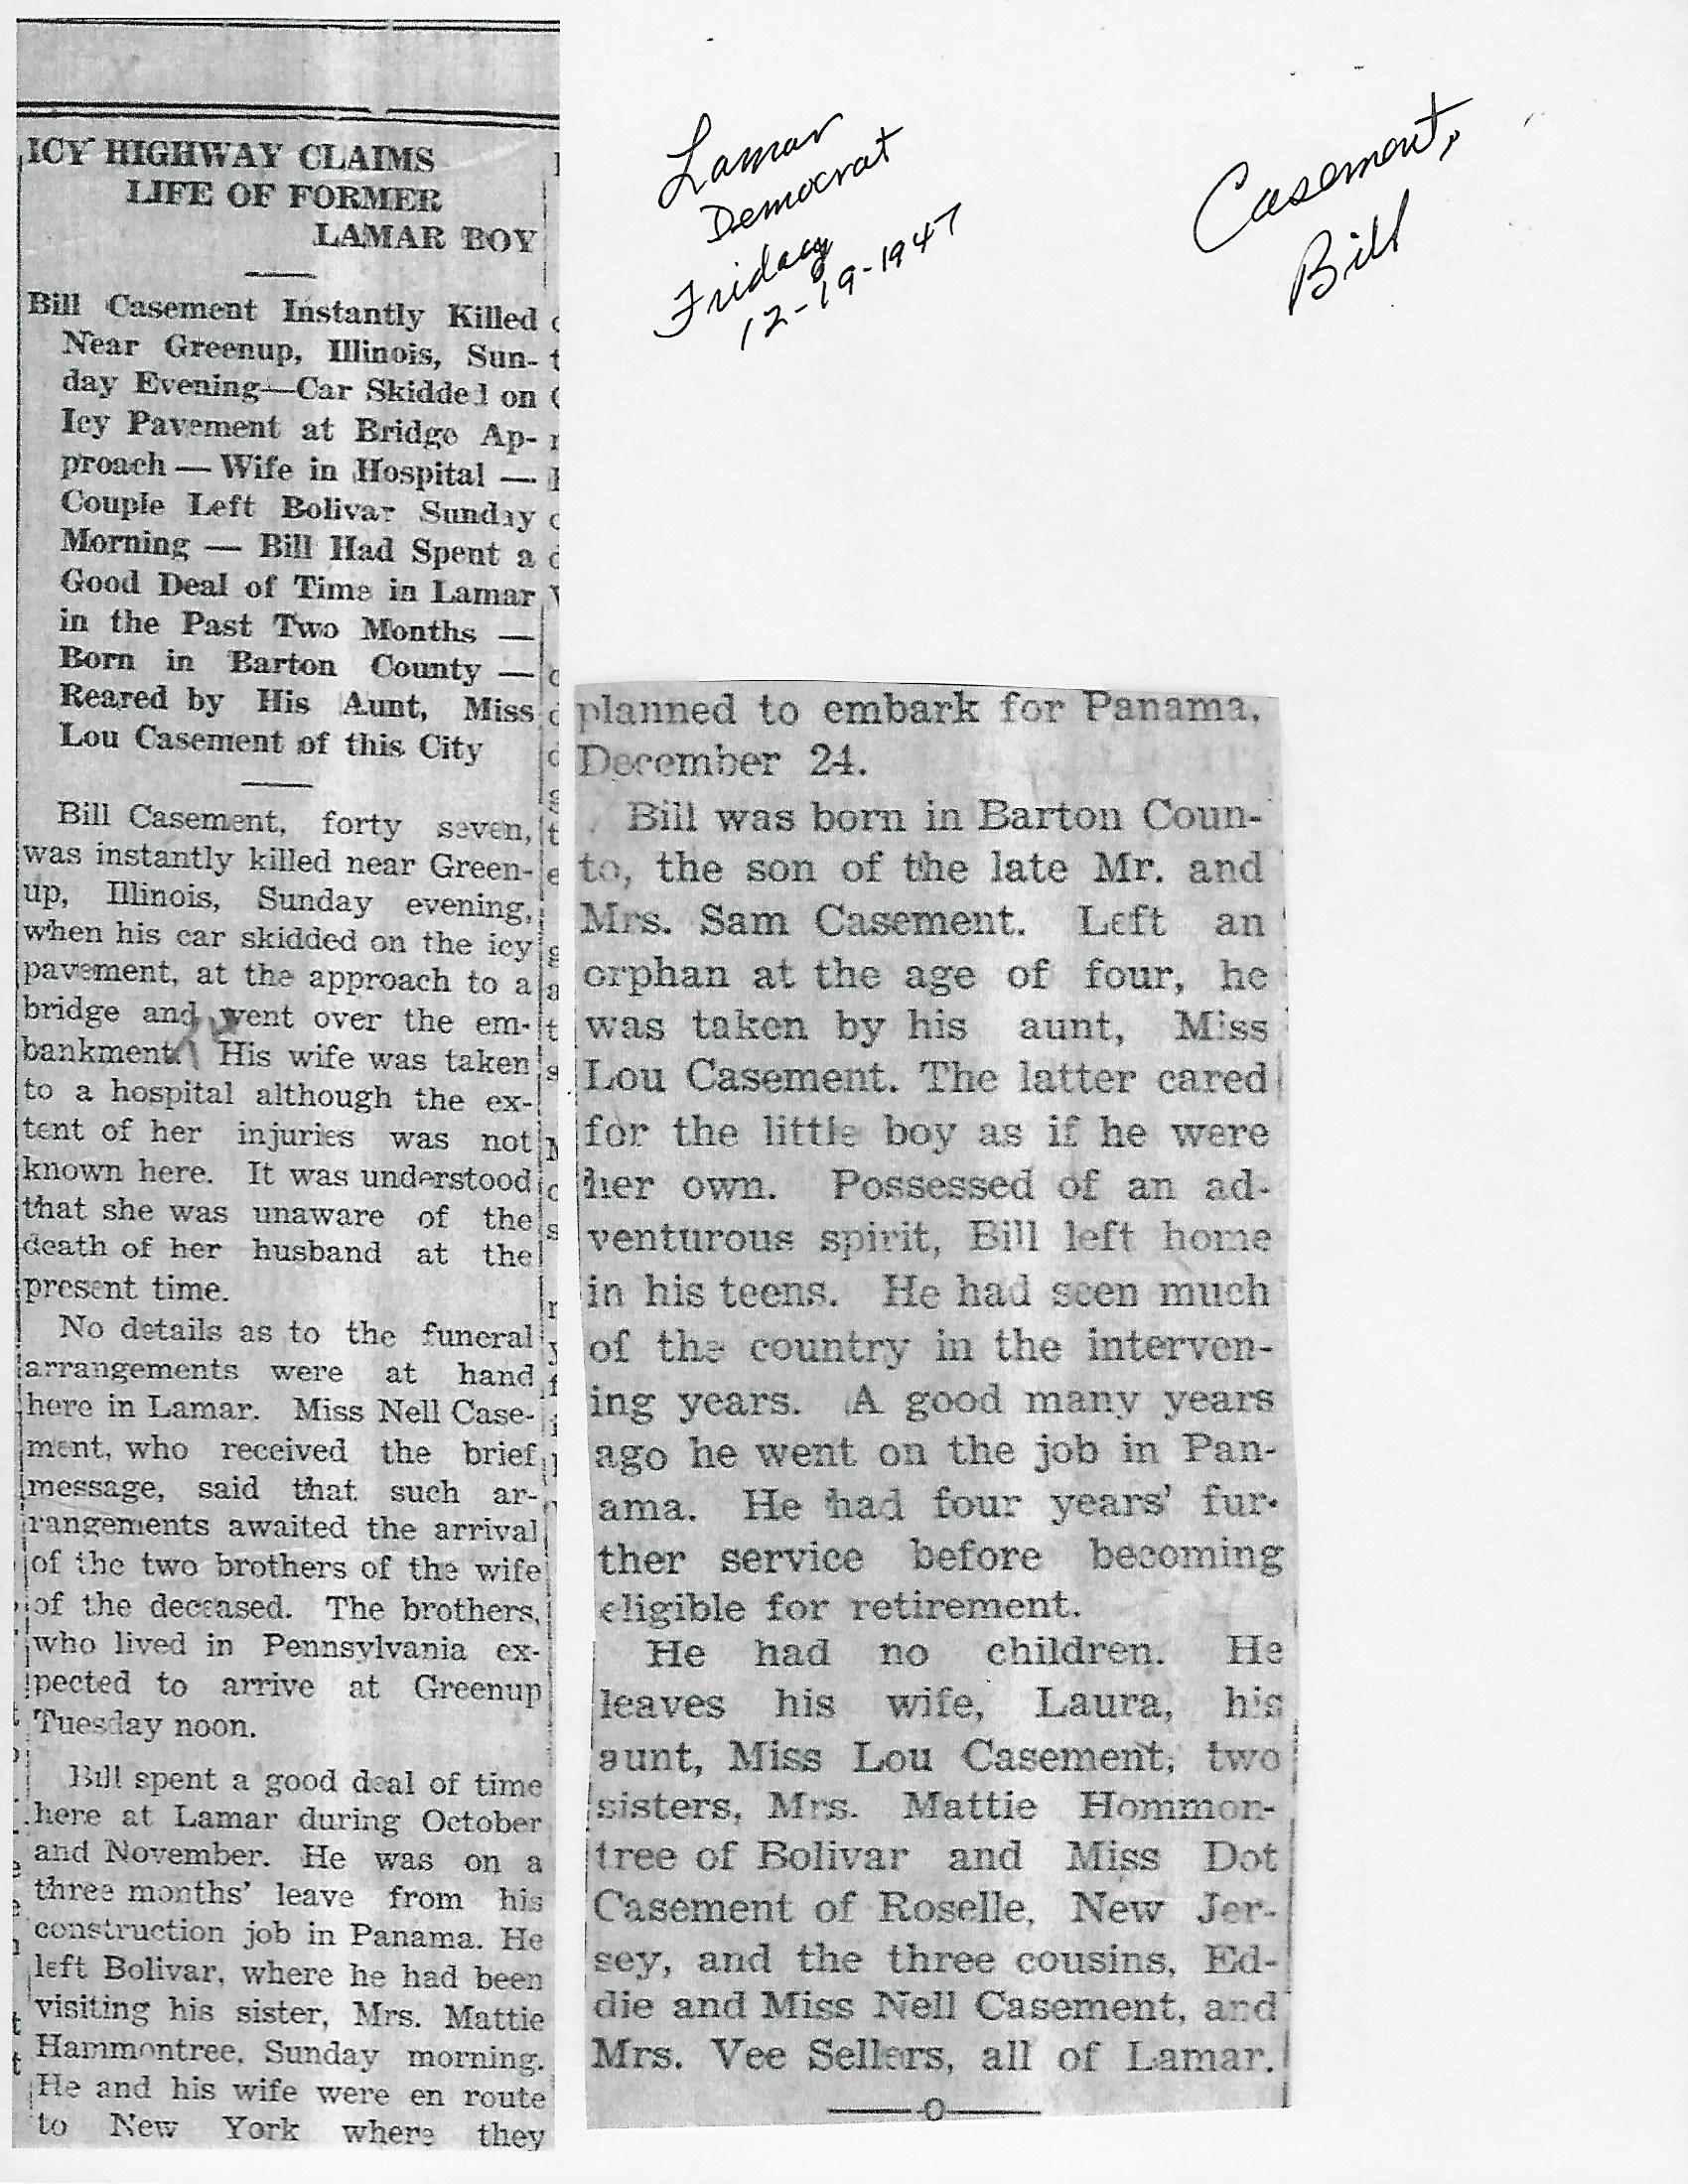 ICY HIGHWAY CLAIMS
LIFE OF FORMER
LAMAR BOY
Bill Casement Instantly Killed
Near Greenup, Illinois, Sun-
day Evening—Car Skidded on
Icy Pavement at Bridge Ap-
proach — Wife in Hospital —
Couple Left Bolivar Sunday
Morning — Bill Had Spent a
Good Deal of Time in Lamar
in the Past Two Months —
Born in Barton County —
Reared by His Aunt, Miss
Lou Casement of this City
Bill Casement, forty seven,
was instantly killed near Green-
up, Illinois, Sunday evening,
when his car skidded on the icy
pavement, at the approach to a
bridge and went over the em-
bankment. His wife was taken
to a hospital although the ex-
tent of her injuries was not
known here. It was understood
that she was unaware of the
death of her husband at the
present time.
No details as to the funeral
arrangements were at hand
here in Lamar. Miss Nell Case-
ment, who received the brief
message, said that such ar-
rangements awaited the arrival
of the two brothers of the wife
of the deceased. The brothers,
who lived in Pennsylvania ex-
pected to arrive at Greenup
Tuesday noon.
Bill spent a good deal of time
here at Lamar during October
and November. He was on a
three months' leave from his
construction job in Panama. He
left Bolivar, where he had been
visiting his sister, Mrs. Mattie
Hammontree, Sunday morning.
He and his wife were en route
to New York where they
Lamar
Democrat
Friday
12-19-1947
Casement,
Bill
planned to embark for Panama,
December 24.
Bill was born in Barton Coun-
to, the son of the late Mr. and
Mrs. Sam Casement. Left an
orphan at the age of four, he
was taken by his aunt, Miss
Lou Casement. The latter cared
for the little boy as if he were
her own. Possessed of an ad-
venturous spirit, Bill left home
in his teens. He had seen much
of the country in the interven-
ing years. A good many years
ago he went on the job in Pan-
ama. He had four years' fur-
ther service before becoming
eligible for retirement.
He had no children. He
leaves his wife, Laura, his
aunt, Miss Lou Casement; two
sisters, Mrs. Mattie Hommon-
tree of Bolivar and Miss Dot
Casement of Roselle, New Jer-
sey, and the three cousins, Ed-
die and Miss Nell Casement, and
Mrs. Vee Sellers, all of Lamar.
——o——